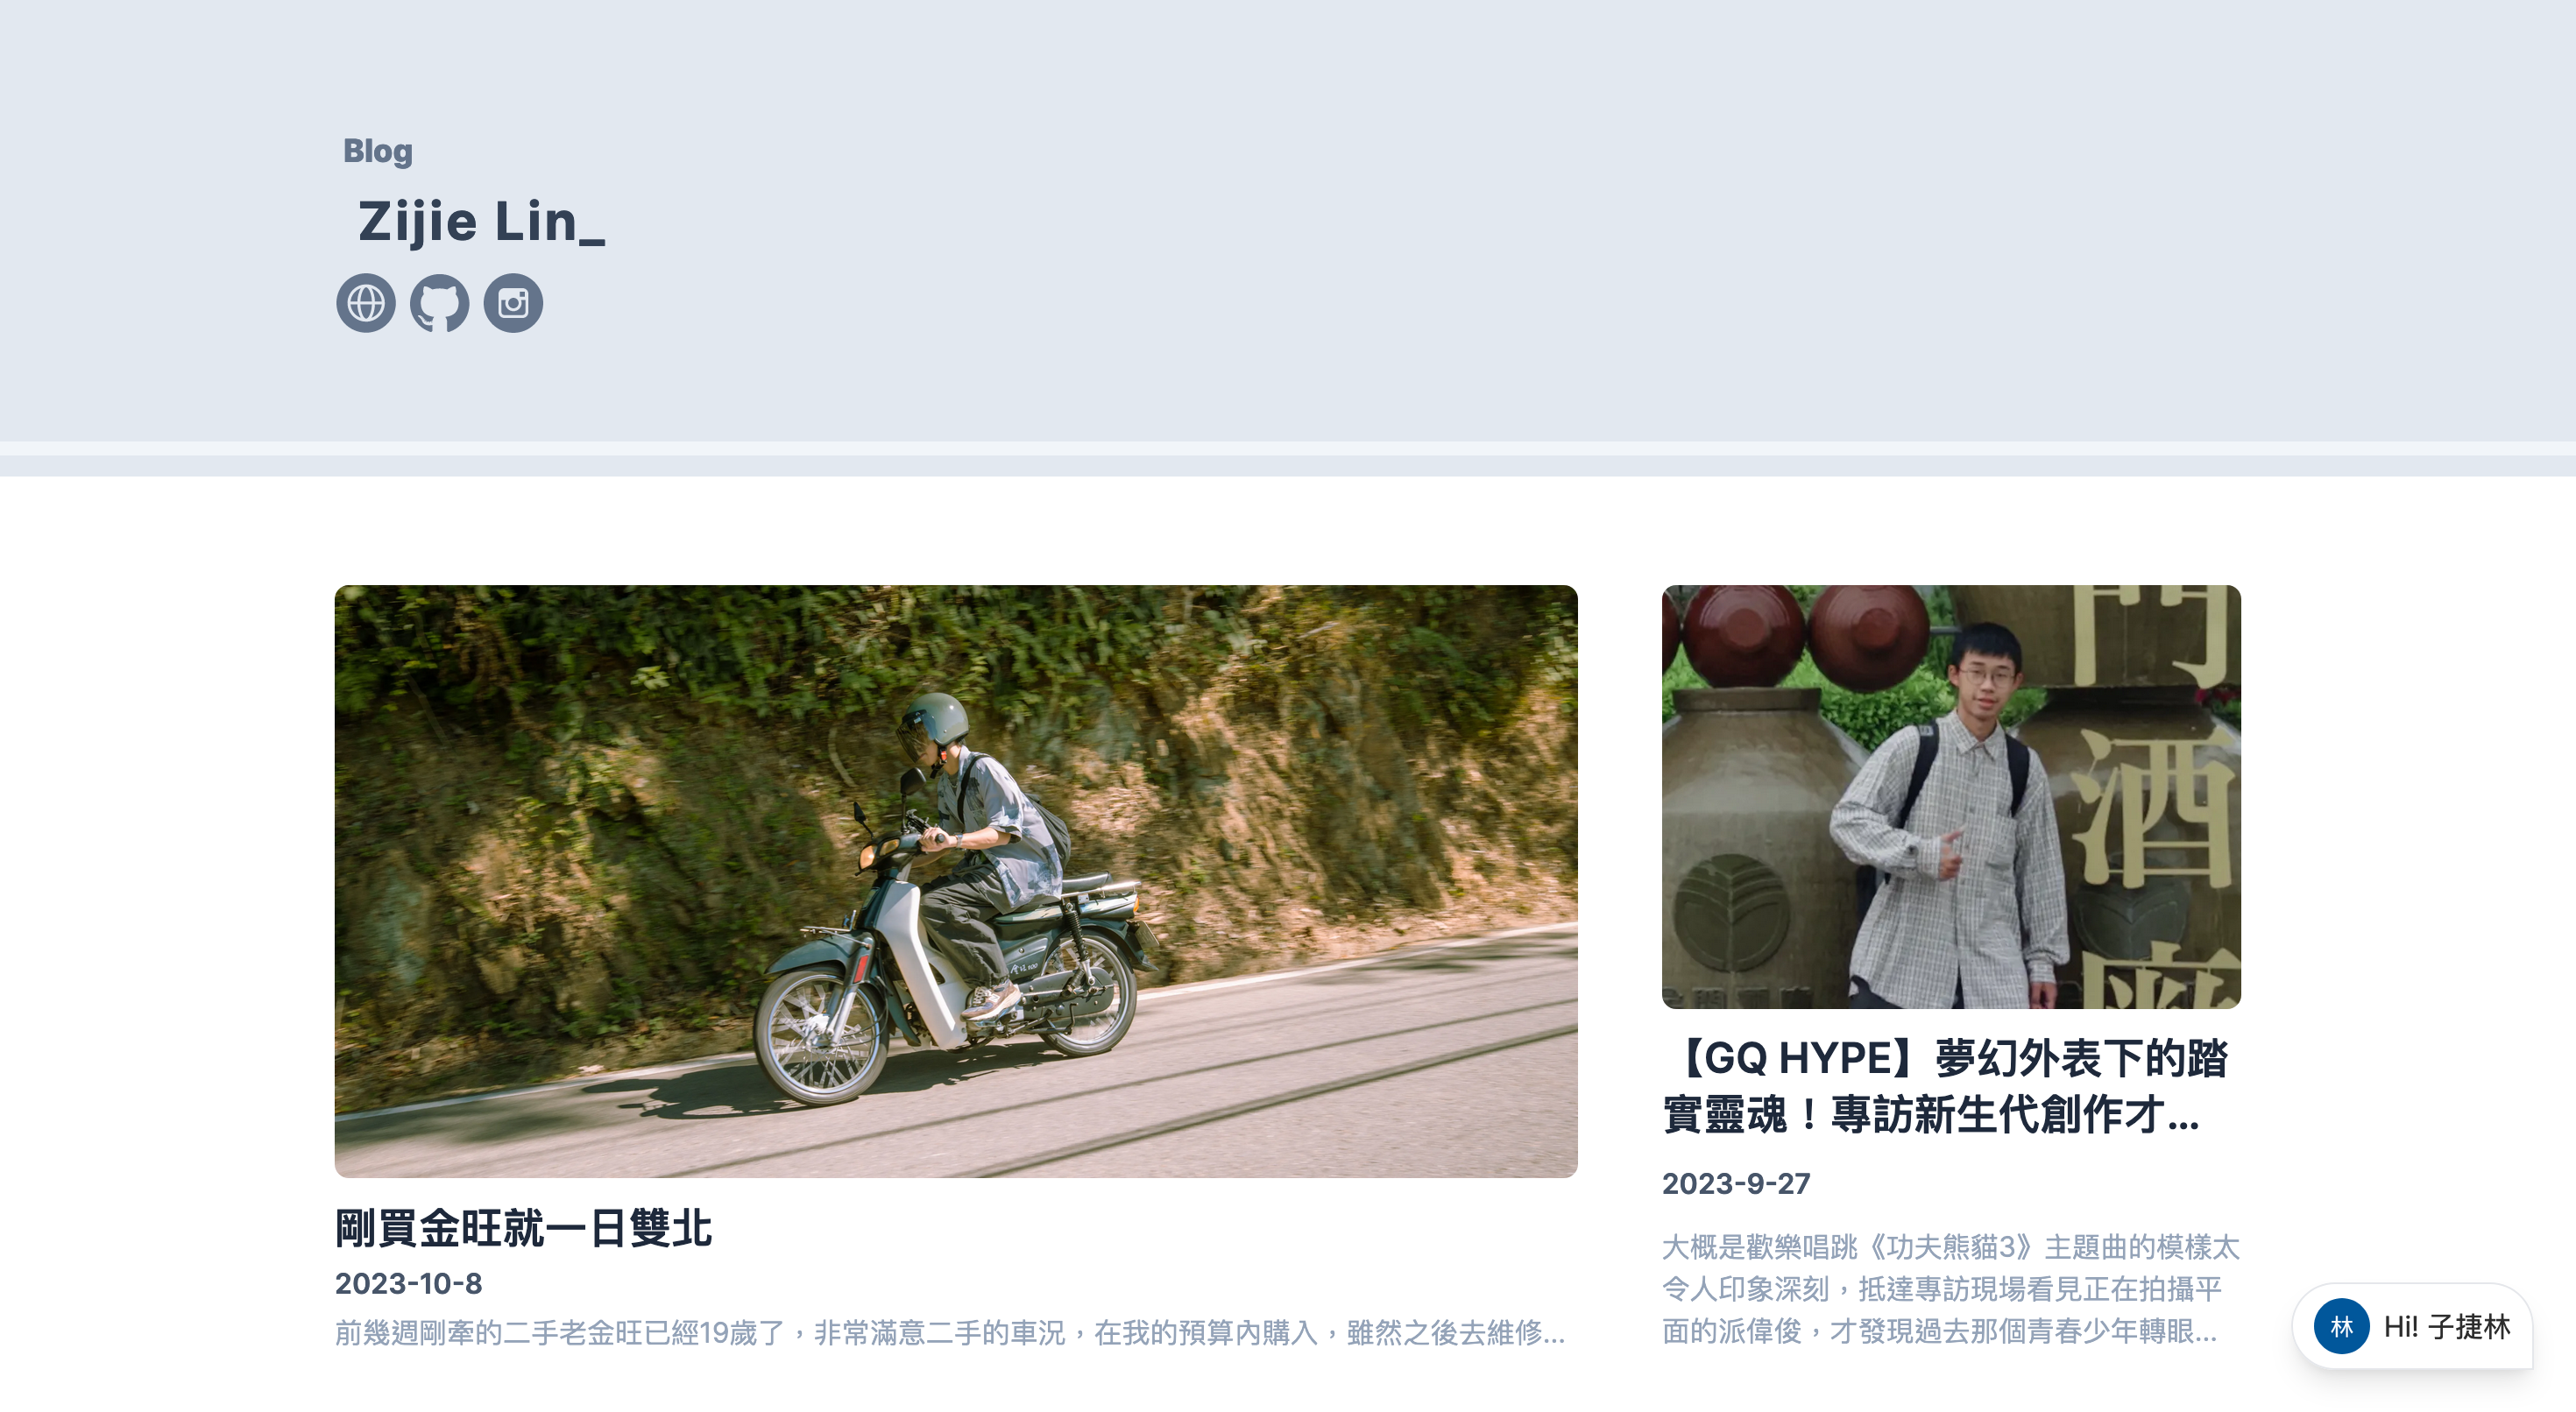 Blog
Zijie Lin_
門
酒
剛買金旺就一日雙北
2023-10-8
前幾週剛牽的二手老金旺已經19歲了，非常滿意二手的車況，在我的預算內購入，雖然之後去維修...
【GQ HYPE】夢幻外表下的踏
實靈魂！專訪新生代創作才...
2023-9-27
大概是歡樂唱跳《功夫熊貓3》主題曲的模樣太
令人印象深刻，抵達專訪現場看見正在拍攝平
面的派偉俊，才發現過去那個青春少年轉眼...
林
Hi! 子捷林